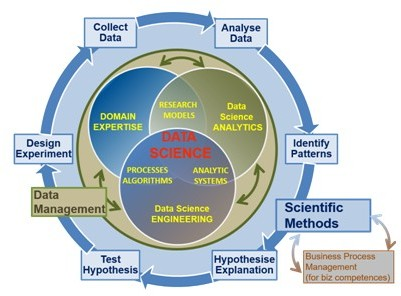 Collect
Data
Analyse
Data
DOMAIN
EXPERTISE
RESEARCH
MODELS
Data
Science
ANALYTICS
DATA
SCIENCE
Design
Experiment
Identify
Patterns
PROCESSES
ALGORITHMS
ANALYTIC
SYSTEMS
Data
Management
Data Science
ENGINEERING
Scientific
Methods
Test
Hypothesis
Hypothesise
Explanation
Business Process
Management
(for biz competences)